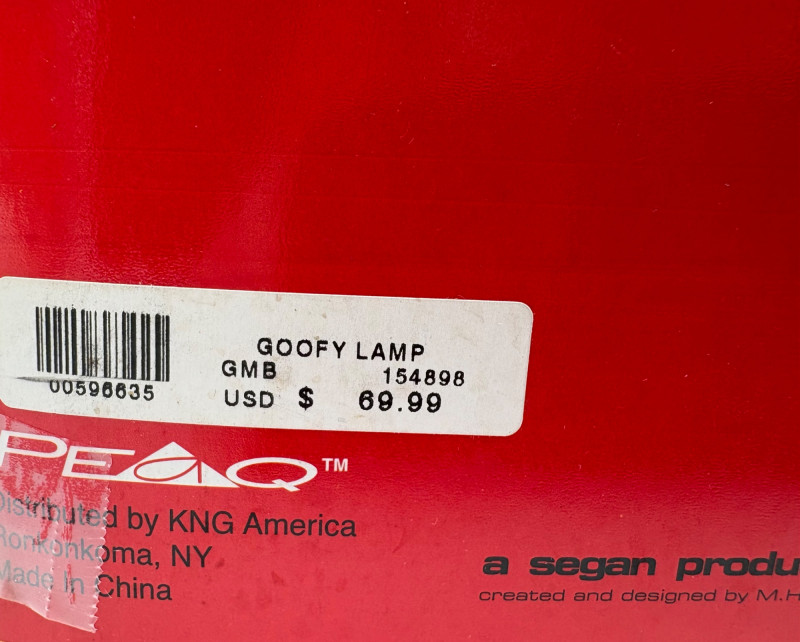 GOOFY LAMP
GMB 154898
00596635
USD $ 69.99
PEAQ™
Distributed by KNG America
Ronkonkoma, NY
Made In China
a segan produ
created and designed by M.H